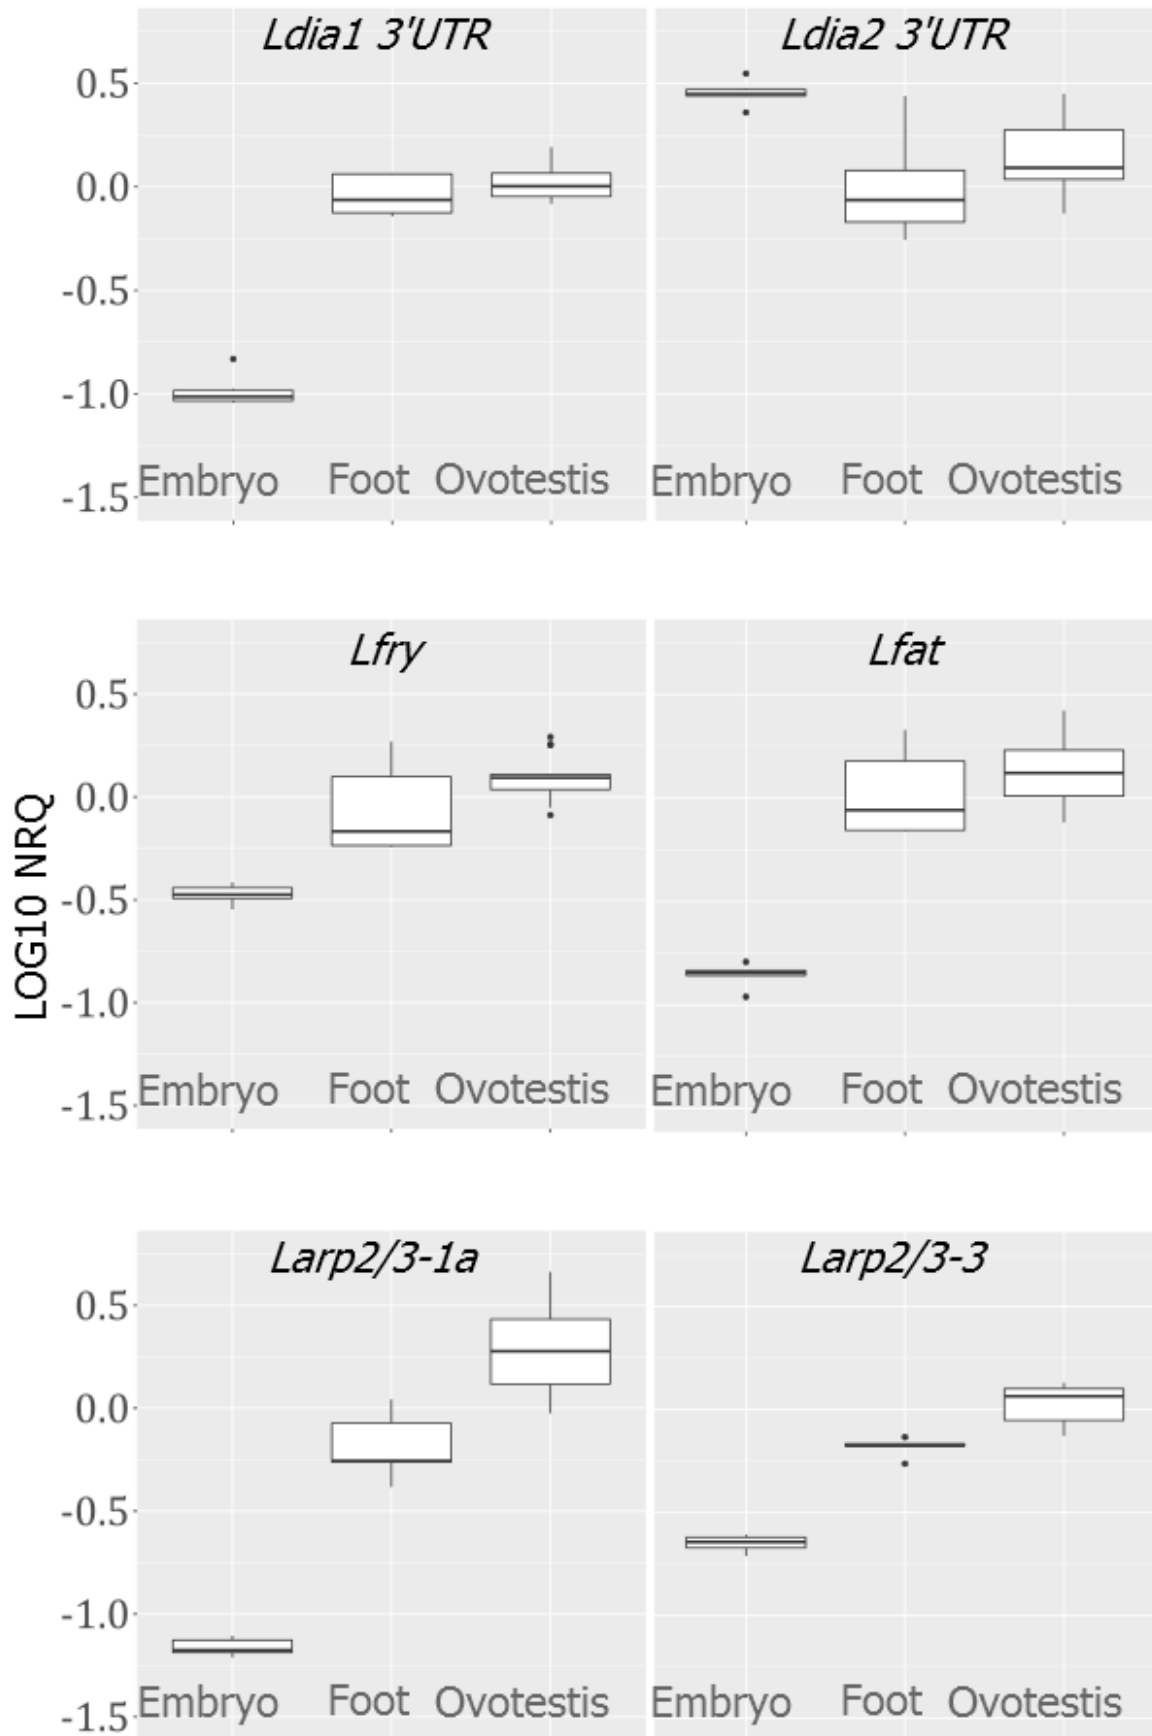 Ldia1 3'UTR
Ldia2 3'UTR
0.5
0.0
-0.5
-1.0
-1.5
Embryo Foot Ovotestis
Embryo Foot Ovotestis
LOG10 NRQ
Lfry
Lfat
0.5
0.0
-0.5
-1.0
-1.5
Embryo Foot Ovotestis
Embryo Foot Ovotestis
Larp2/3-1a
Larp2/3-3
0.5
0.0
-0.5
-1.0
-1.5
Embryo Foot Ovotestis
Embryo Foot Ovotestis